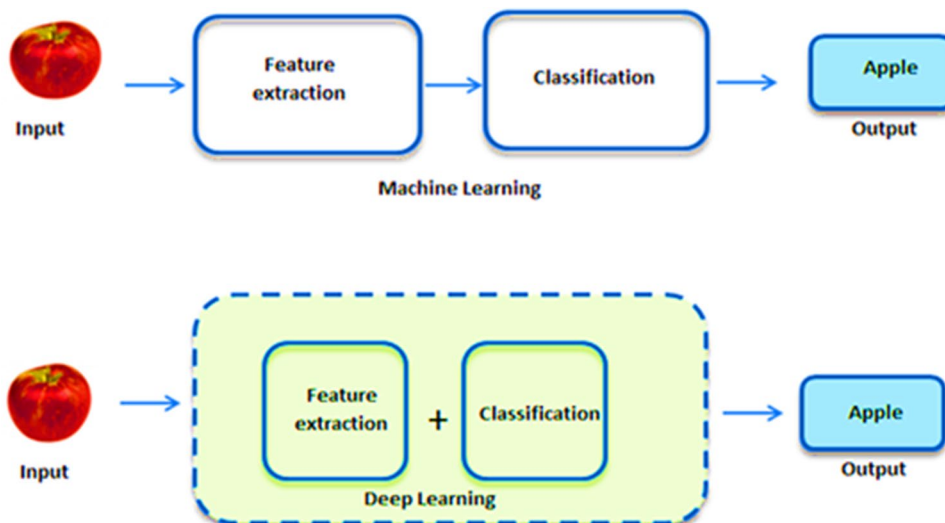 Feature
extraction
Classification
Apple
Input
Output
Machine Learning
Feature
extraction
+
Classification
Apple
Input
Output
Deep Learning